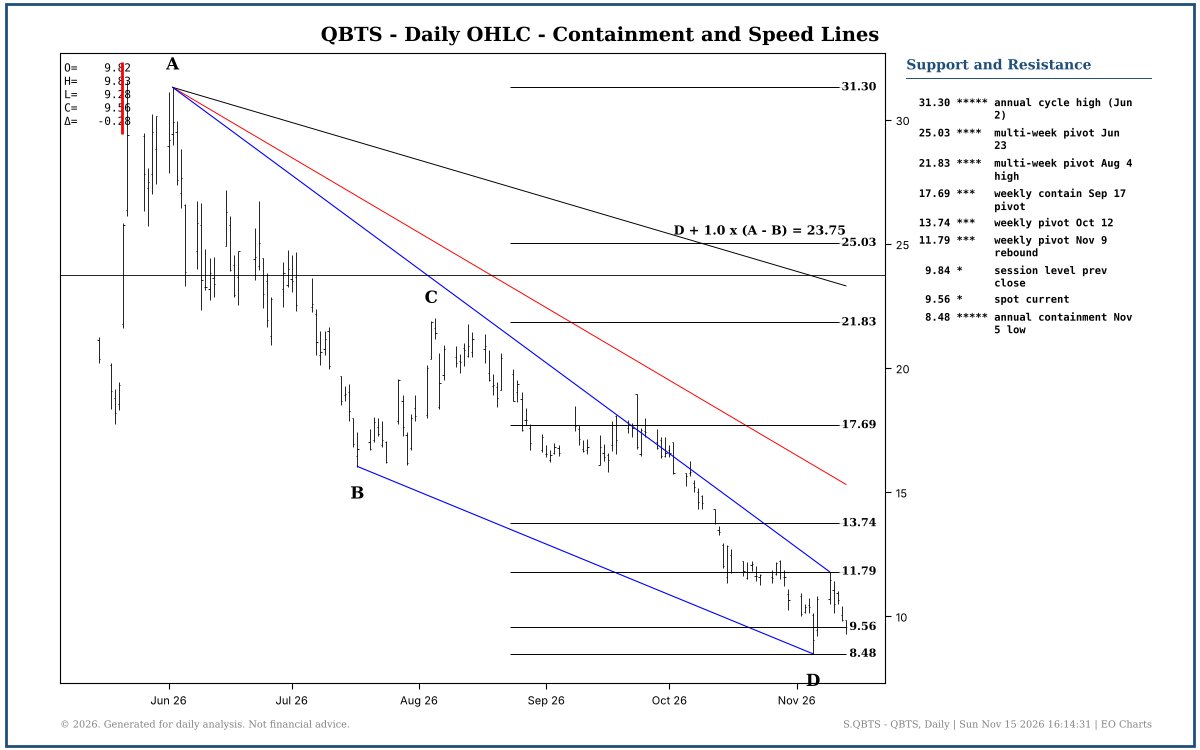 QBTS - Daily OHLC - Containment and Speed Lines
O= 9.82
H= 9.83
L= 9.28
C= 9.56
Δ= -0.28
A
B
C
D
D + 1.0 x (A - B) = 23.75
31.30
25.03
21.83
17.69
13.74
11.79
9.56
8.48
30
25
20
15
10
Jun 26
Jul 26
Aug 26
Sep 26
Oct 26
Nov 26
Support and Resistance
31.30 ***** annual cycle high (Jun
2)
25.03 **** multi-week pivot Jun
23
21.83 **** multi-week pivot Aug 4
high
17.69 *** weekly contain Sep 17
pivot
13.74 *** weekly pivot Oct 12
11.79 *** weekly pivot Nov 9
rebound
9.84 * session level prev
close
9.56 * spot current
8.48 ***** annual containment Nov
5 low
© 2026. Generated for daily analysis. Not financial advice.
S.QBTS - QBTS, Daily | Sun Nov 15 2026 16:14:31 | EO Charts